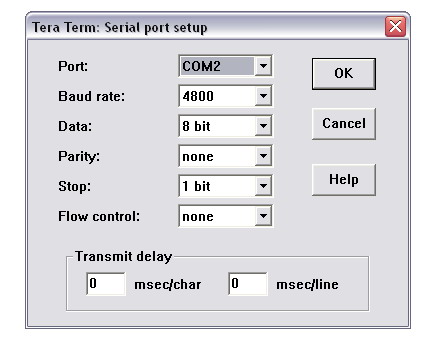 Tera Term: Serial port setup
Port: COM2 OK
Baud rate: 4800
Data: 8 bit Cancel
Parity: none
Stop: 1 bit Help
Flow control: none
Transmit delay
0 msec/char 0 msec/line